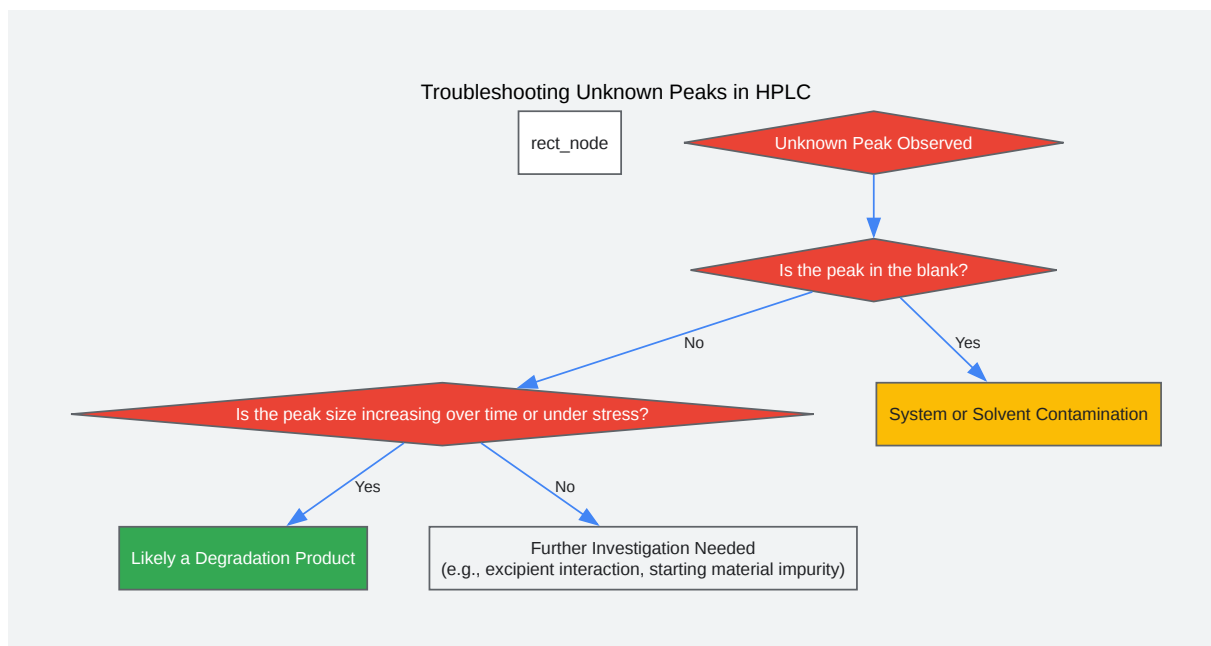 Troubleshooting Unknown Peaks in HPLC
rect_node
Unknown Peak Observed
Is the peak in the blank?
No
Yes
Is the peak size increasing over time or under stress?
System or Solvent Contamination
Yes
No
Likely a Degradation Product
Further Investigation Needed
(e.g., excipient interaction, starting material impurity)